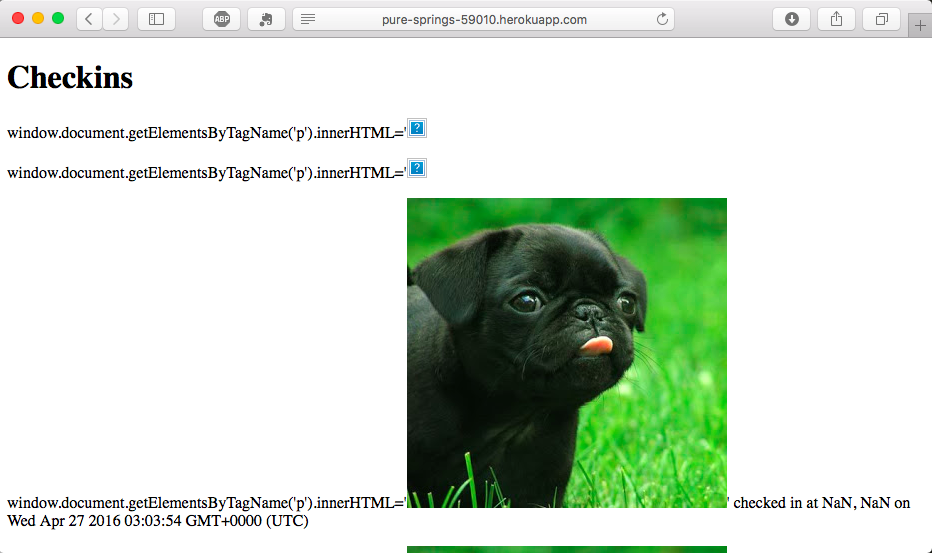 ABP
pure-springs-59010.herokuapp.com
Checkins
window.document.getElementsByTagName('p').innerHTML='?
window.document.getElementsByTagName('p').innerHTML='?
window.document.getElementsByTagName('p').innerHTML=' ' checked in at NaN, NaN on
Wed Apr 27 2016 03:03:54 GMT+0000 (UTC)